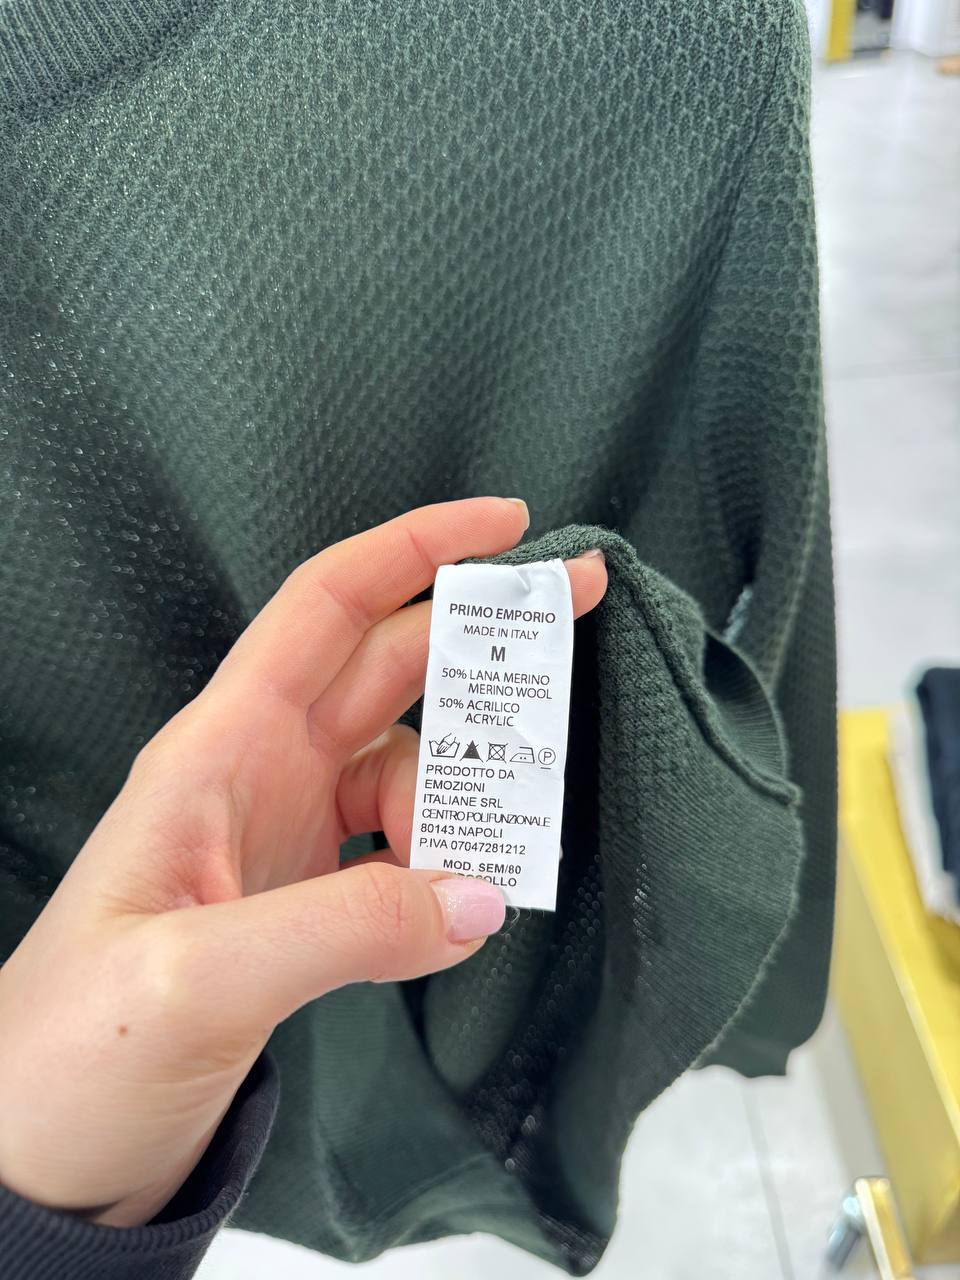 PRIMO EMPORIO
MADE IN ITALY
M
50% LANA MERINO
MERINO WOOL
50% ACRILICO
ACRYLIC
P
PRODOTTO DA
EMOZIONI
ITALIANE SRL
CENTRO POLIFUNZIONALE
80143 NAPOLI
P.IVA 07047281212
MOD. SEM/80